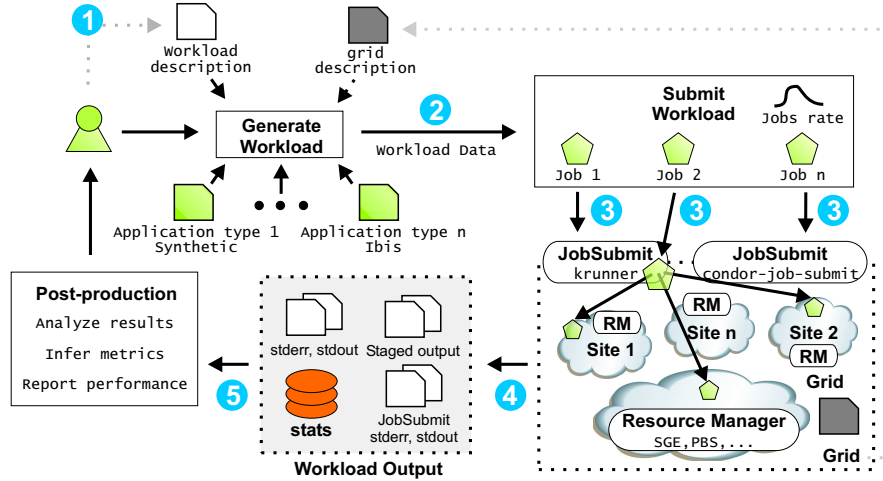 1
Workload
description
grid
description
Generate
Workload
2
Workload Data
Submit
Workload
Jobs rate
Job 1
Job 2
Job n
Application type 1
Synthetic
Application type n
Ibis
3
3
3
JobSubmit
krunner
JobSubmit
condor-job-submit
RM
Site 1
RM
Site n
Site 2
RM
Grid
Resource Manager
SGE,PBS,...
Grid
4
stderr, stdout
Staged output
stats
JobSubmit
stderr, stdout
Workload Output
5
Post-production
Analyze results
Infer metrics
Report performance